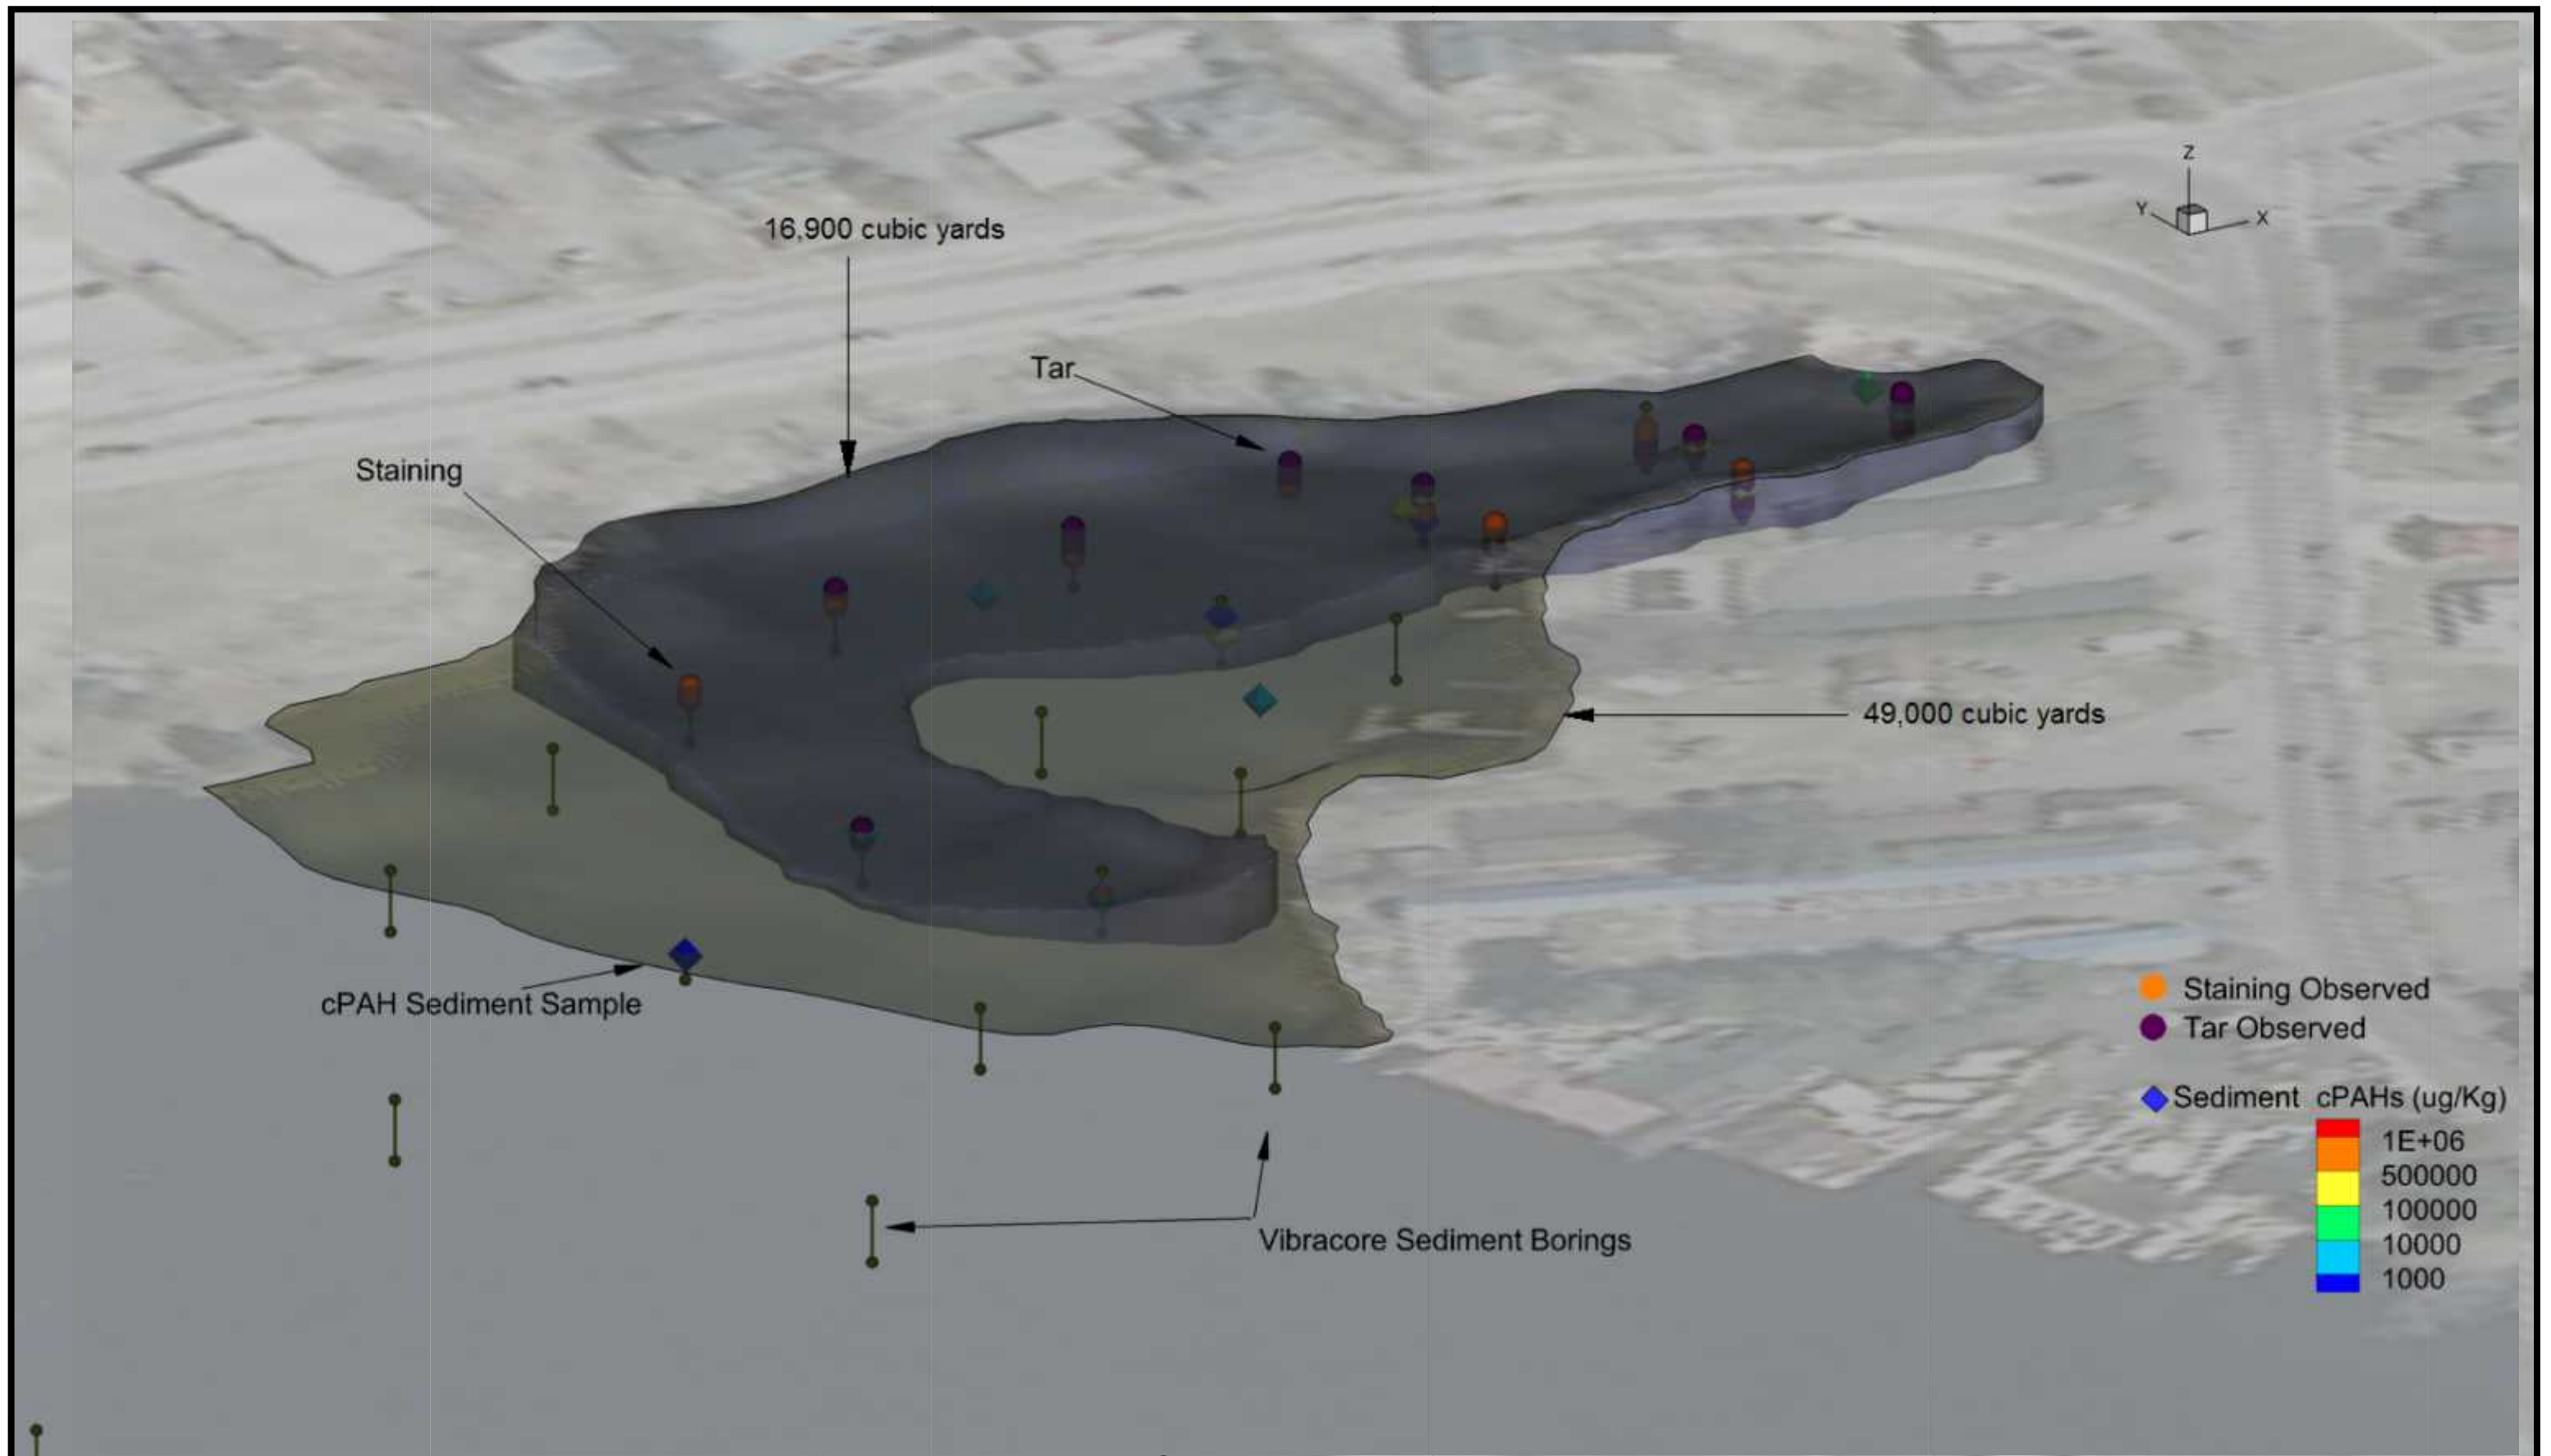 Z
Y
X
16,900 cubic yards
Tar
Staining
49,000 cubic yards
cPAH Sediment Sample
Staining Observed
Tar Observed
Sediment cPAHs (ug/Kg)
1E+06
500000
100000
10000
1000
Vibracore Sediment Borings